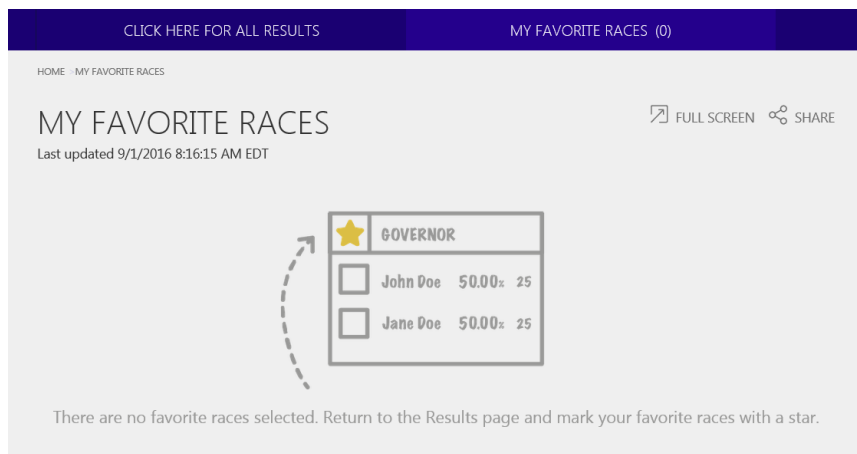 CLICK HERE FOR ALL RESULTS MY FAVORITE RACES (0)
HOME › MY FAVORITE RACES
MY FAVORITE RACES
FULL SCREEN SHARE
Last updated 9/1/2016 8:16:15 AM EDT
GOVERNOR
John Doe 50.00% 25
Jane Doe 50.00% 25
There are no favorite races selected. Return to the Results page and mark your favorite races with a star.